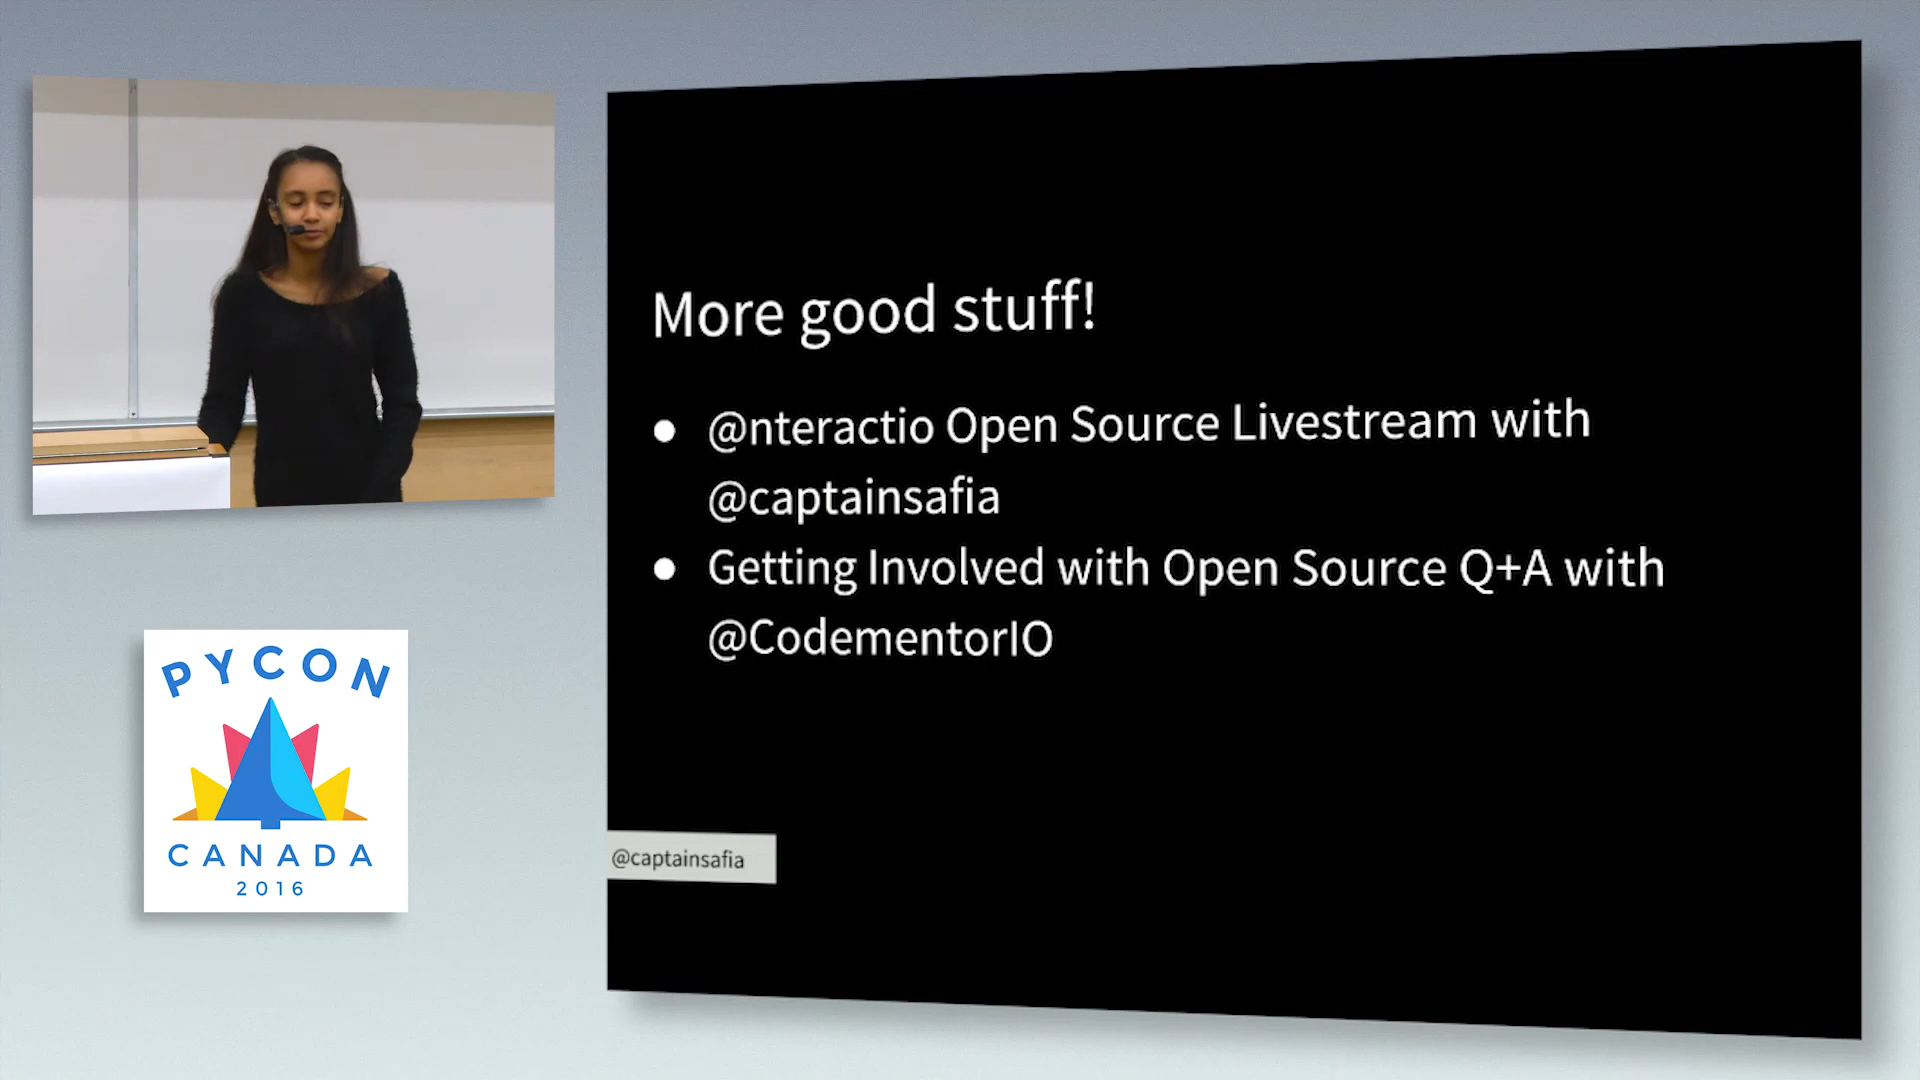 More good stuff!
● @nteractio Open Source Livestream with
@captainsafia
● Getting Involved with Open Source Q+A with
@CodementorIO
@captainsafia
PYCON
CANADA
2016